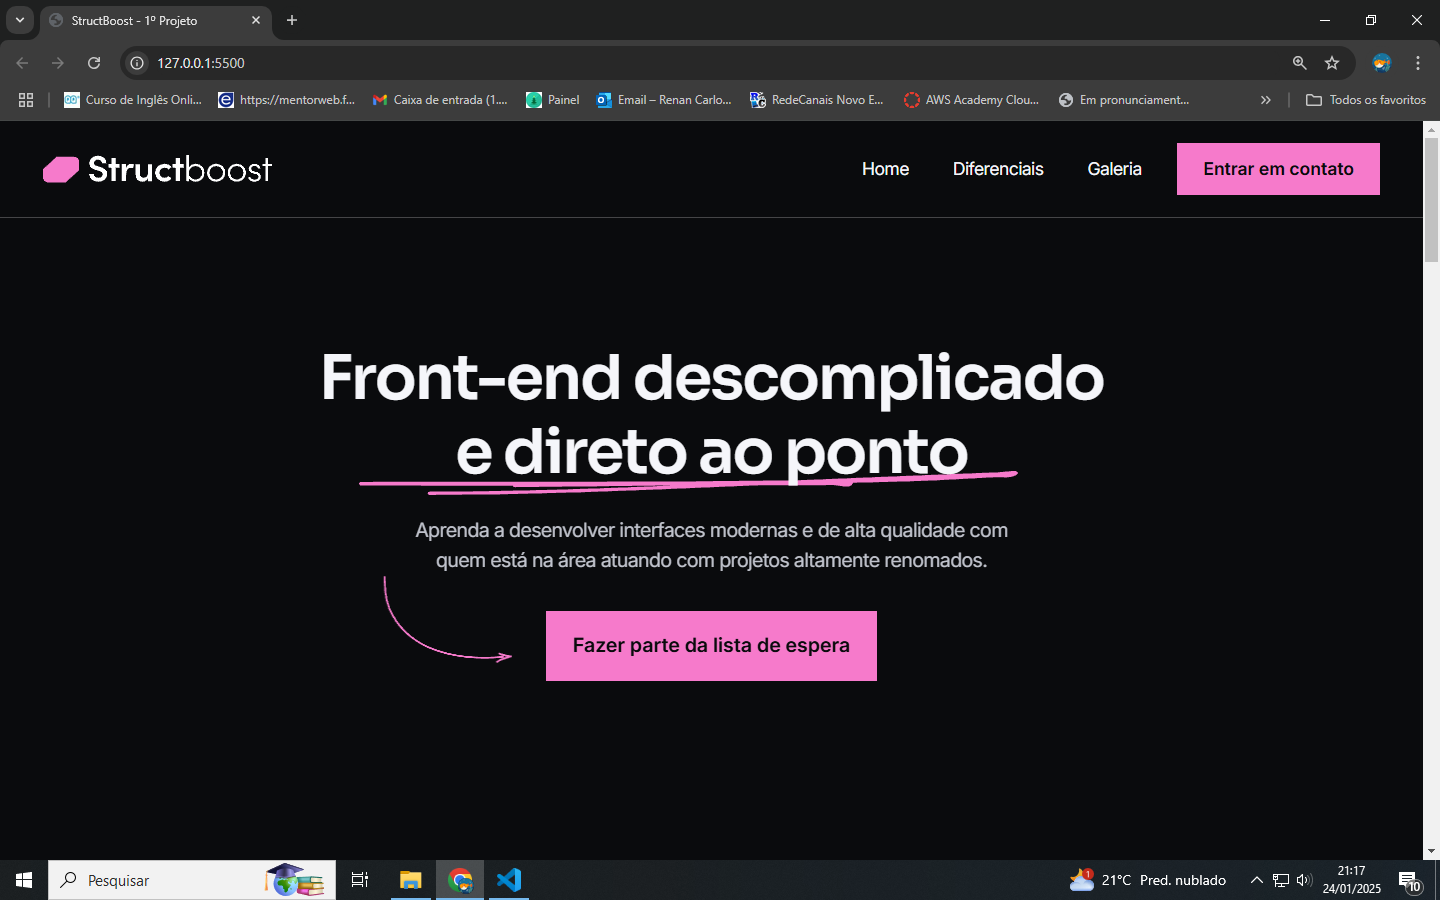 StructBoost - 1º Projeto
127.0.0.1:5500
Curso de Inglês Onli...
https://mentorweb.f...
Caixa de entrada (1....
Painel
Email – Renan Carlo...
RedeCanais Novo E...
AWS Academy Clou...
Em pronunciament...
Todos os favoritos
Structboost
Home
Diferenciais
Galeria
Entrar em contato
Front-end descomplicado
e direto ao ponto
Aprenda a desenvolver interfaces modernas e de alta qualidade com
quem está na área atuando com projetos altamente renomados.
Fazer parte da lista de espera
Pesquisar
1
21°C Pred. nublado
21:17
24/01/2025
10